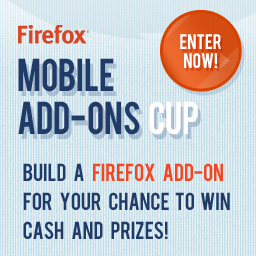 Firefox®
ENTER
NOW!
MOBILE
ADD-ONS CUP
BUILD A FIREFOX ADD-ON
FOR YOUR CHANCE TO WIN
CASH AND PRIZES!